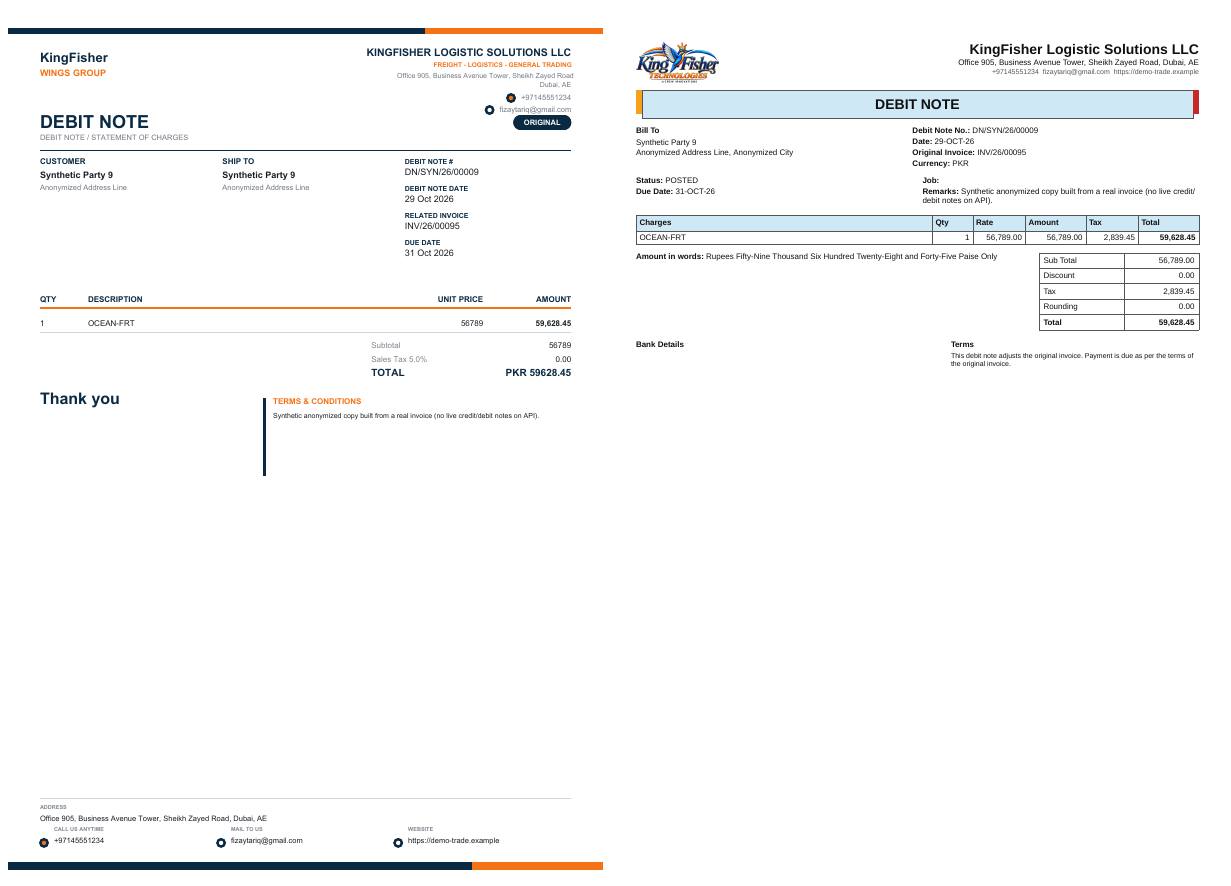 KingFisher
WINGS GROUP
KINGFISHER LOGISTIC SOLUTIONS LLC
FREIGHT - LOGISTICS - GENERAL TRADING
Office 905, Business Avenue Tower, Sheikh Zayed Road
Dubai, AE
+97145551234
fizaytariq@gmail.com
DEBIT NOTE
ORIGINAL
DEBIT NOTE / STATEMENT OF CHARGES
CUSTOMER
Synthetic Party 9
Anonymized Address Line
SHIP TO
Synthetic Party 9
Anonymized Address Line
DEBIT NOTE #
DN/SYN/26/00009
DEBIT NOTE DATE
29 Oct 2026
RELATED INVOICE
INV/26/00095
DUE DATE
31 Oct 2026
QTY DESCRIPTION UNIT PRICE AMOUNT
1 OCEAN-FRT 56789 59,628.45
Subtotal 56789
Sales Tax 5.0% 0.00
TOTAL PKR 59628.45
Thank you
TERMS & CONDITIONS
Synthetic anonymized copy built from a real invoice (no live credit/debit notes on API).
ADDRESS
Office 905, Business Avenue Tower, Sheikh Zayed Road, Dubai, AE
CALL US ANYTIME
+97145551234
MAIL TO US
fizaytariq@gmail.com
WEBSITE
https://demo-trade.example
King Fisher
TECHNOLOGIES
KingFisher Logistic Solutions LLC
Office 905, Business Avenue Tower, Sheikh Zayed Road, Dubai, AE
+97145551234 fizaytariq@gmail.com https://demo-trade.example
DEBIT NOTE
Bill To
Synthetic Party 9
Anonymized Address Line, Anonymized City
Debit Note No.: DN/SYN/26/00009
Date: 29-OCT-26
Original Invoice: INV/26/00095
Currency: PKR
Status: POSTED
Due Date: 31-OCT-26
Job:
Remarks: Synthetic anonymized copy built from a real invoice (no live credit/
debit notes on API).
Charges Qty Rate Amount Tax Total
OCEAN-FRT 1 56,789.00 56,789.00 2,839.45 59,628.45
Amount in words: Rupees Fifty-Nine Thousand Six Hundred Twenty-Eight and Forty-Five Paise Only
Sub Total 56,789.00
Discount 0.00
Tax 2,839.45
Rounding 0.00
Total 59,628.45
Bank Details
Terms
This debit note adjusts the original invoice. Payment is due as per the terms of
the original invoice.